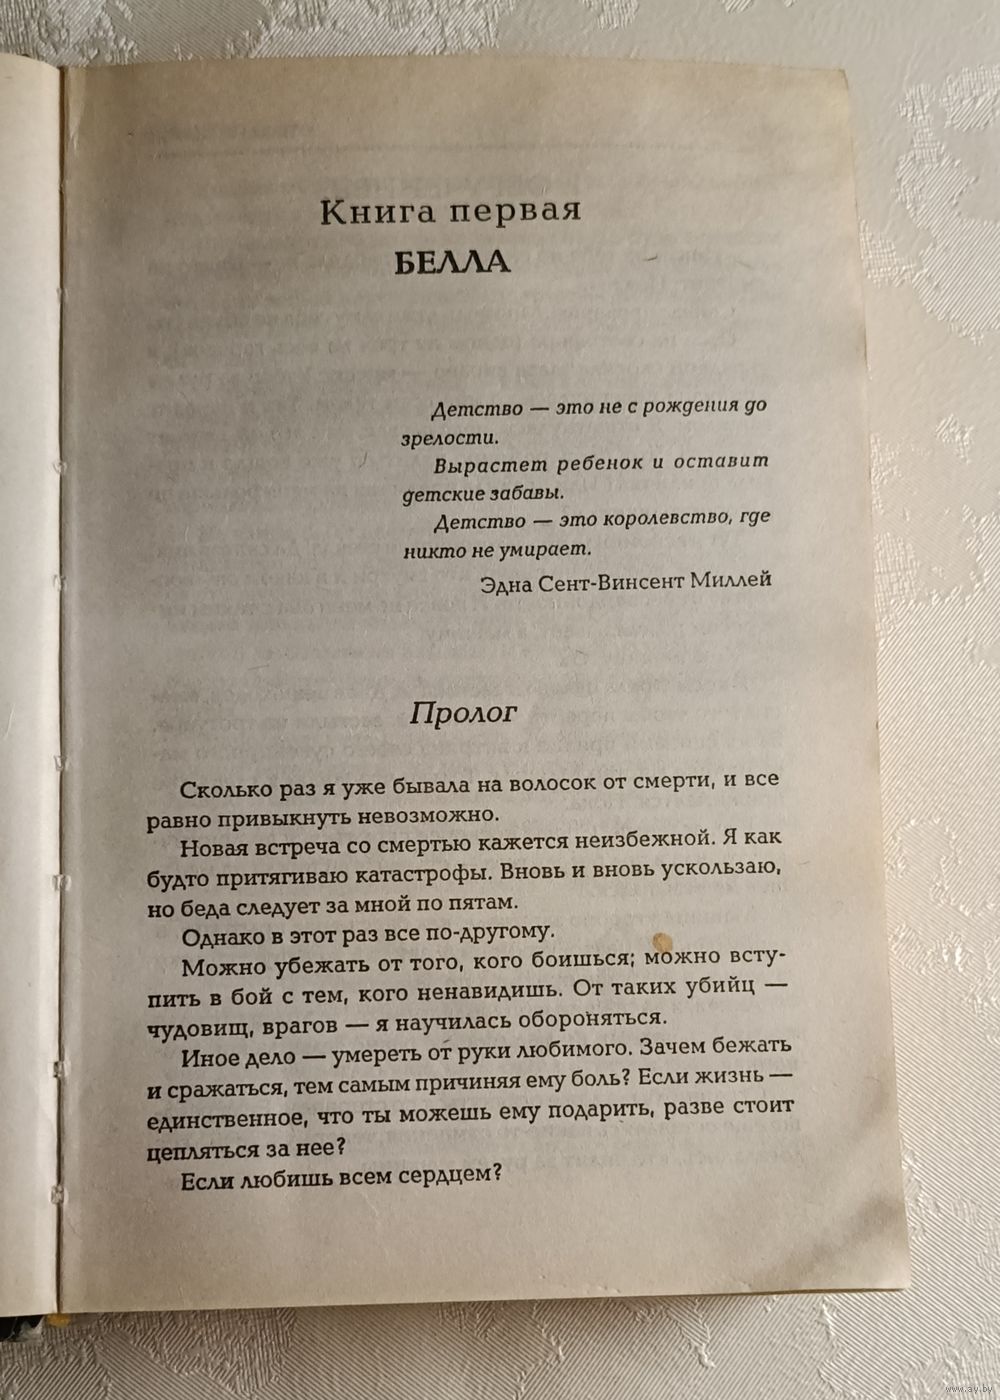 Книга первая
БЕЛЛА
Детство — это не с рождения до
зрелости.
Вырастет ребенок и оставит
детские забавы.
Детство — это королевство, где
никто не умирает.
Эдна Сент-Винсент Миллей
Пролог
Сколько раз я уже бывала на волосок от смерти, и все
равно привыкнуть невозможно.
Новая встреча со смертью кажется неизбежной. Я как
будто притягиваю катастрофы. Вновь и вновь ускользаю,
но беда следует за мной по пятам.
Однако в этот раз все по-другому.
Можно убежать от того, кого боишься; можно всту-
пить в бой с тем, кого ненавидишь. От таких убийц —
чудовищ, врагов — я научилась обороняться.
Иное дело — умереть от руки любимого. Зачем бежать
и сражаться, тем самым причиняя ему боль? Если жизнь —
единственное, что ты можешь ему подарить, разве стоит
цепляться за нее?
Если любишь всем сердцем?
www.ay.by